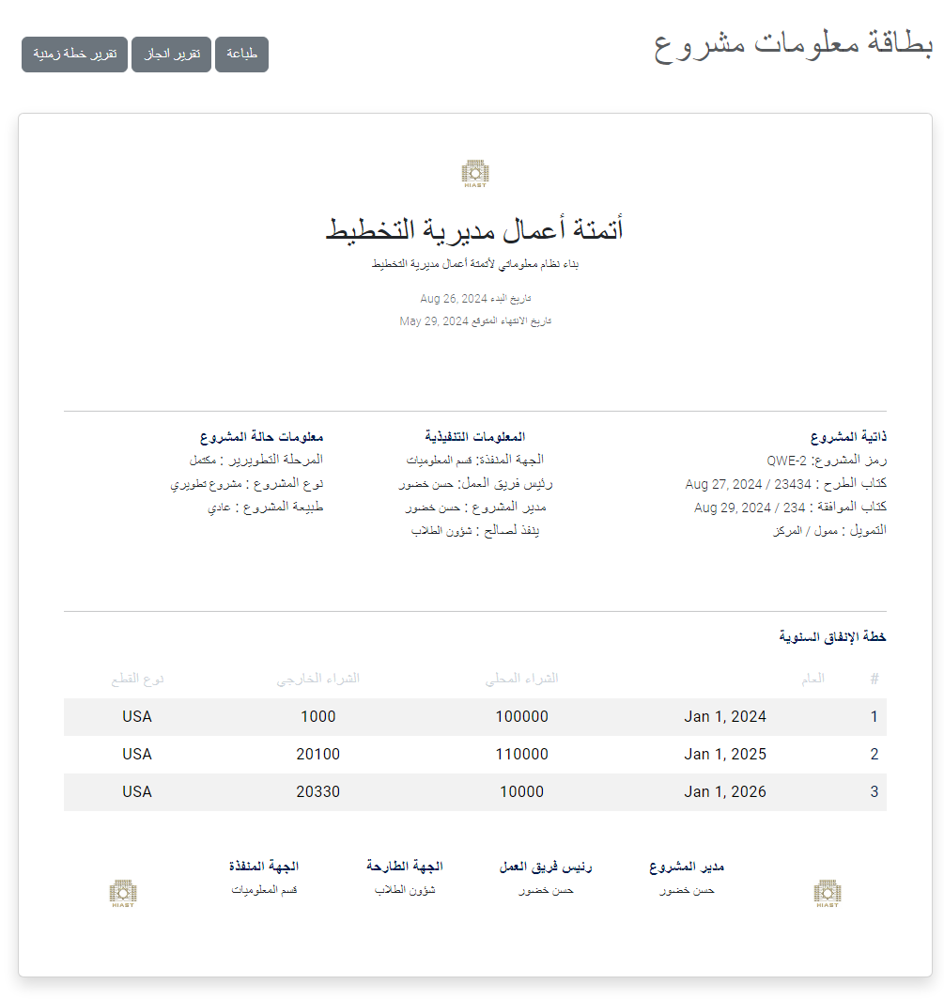 بطاقة معلومات مشروع
طباعة
تقرير انجاز
تقرير خطة زمنية
HIAST
أتمتة أعمال مديرية التخطيط
بناء نظام معلوماتي لأتمتة أعمال مديرية التخطيط
تاريخ البدء Aug 26, 2024
تاريخ الانتهاء المتوقع May 29, 2024
ذاتية المشروع
رمز المشروع: QWE-2
كتاب الطرح : 23434 / Aug 27, 2024
كتاب الموافقة : 234 / Aug 29, 2024
التمويل : ممول / المركز
المعلومات التنفيذية
الجهة المنفذة: قسم المعلوميات
رئيس فريق العمل: حسن خضور
مدير المشروع : حسن خضور
ينفذ لصالح : شؤون الطلاب
معلومات حالة المشروع
المرحلة التطويرير : مكتمل
نوع المشروع : مشروع تطويري
طبيعة المشروع : عادي
خطة الإنفاق السنوية
# العام الشراء المحلي الشراء الخارجي نوع القطع
1 Jan 1, 2024 100000 1000 USA
2 Jan 1, 2025 110000 20100 USA
3 Jan 1, 2026 10000 20330 USA
HIAST
مدير المشروع
حسن خضور
رئيس فريق العمل
حسن خضور
الجهة الطارحة
شؤون الطلاب
الجهة المنفذة
قسم المعلوميات
HIAST